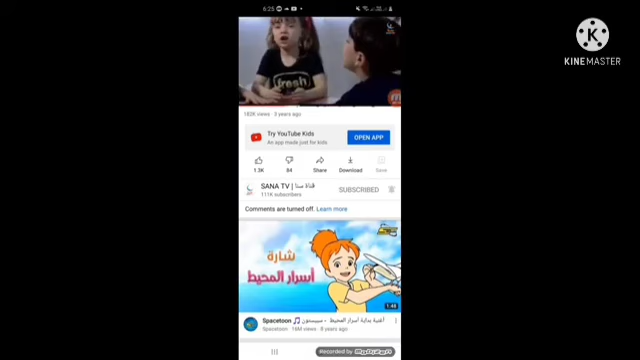 6:25
K
KINEMASTER
fresh
182K views · 3 years ago
Try YouTube Kids
An app made just for kids
OPEN APP
1.3K
84
Share
Download
Save
SANA TV | قناة سنا
111K subscribers
SUBSCRIBED
Comments are turned off. Learn more
شارة
أسرار المحيط
1:48
أغنية بداية أسرار المحيط - سبيستون 🎵 Spacetoon
Spacetoon · 16M views · 8 years ago
Recorded by